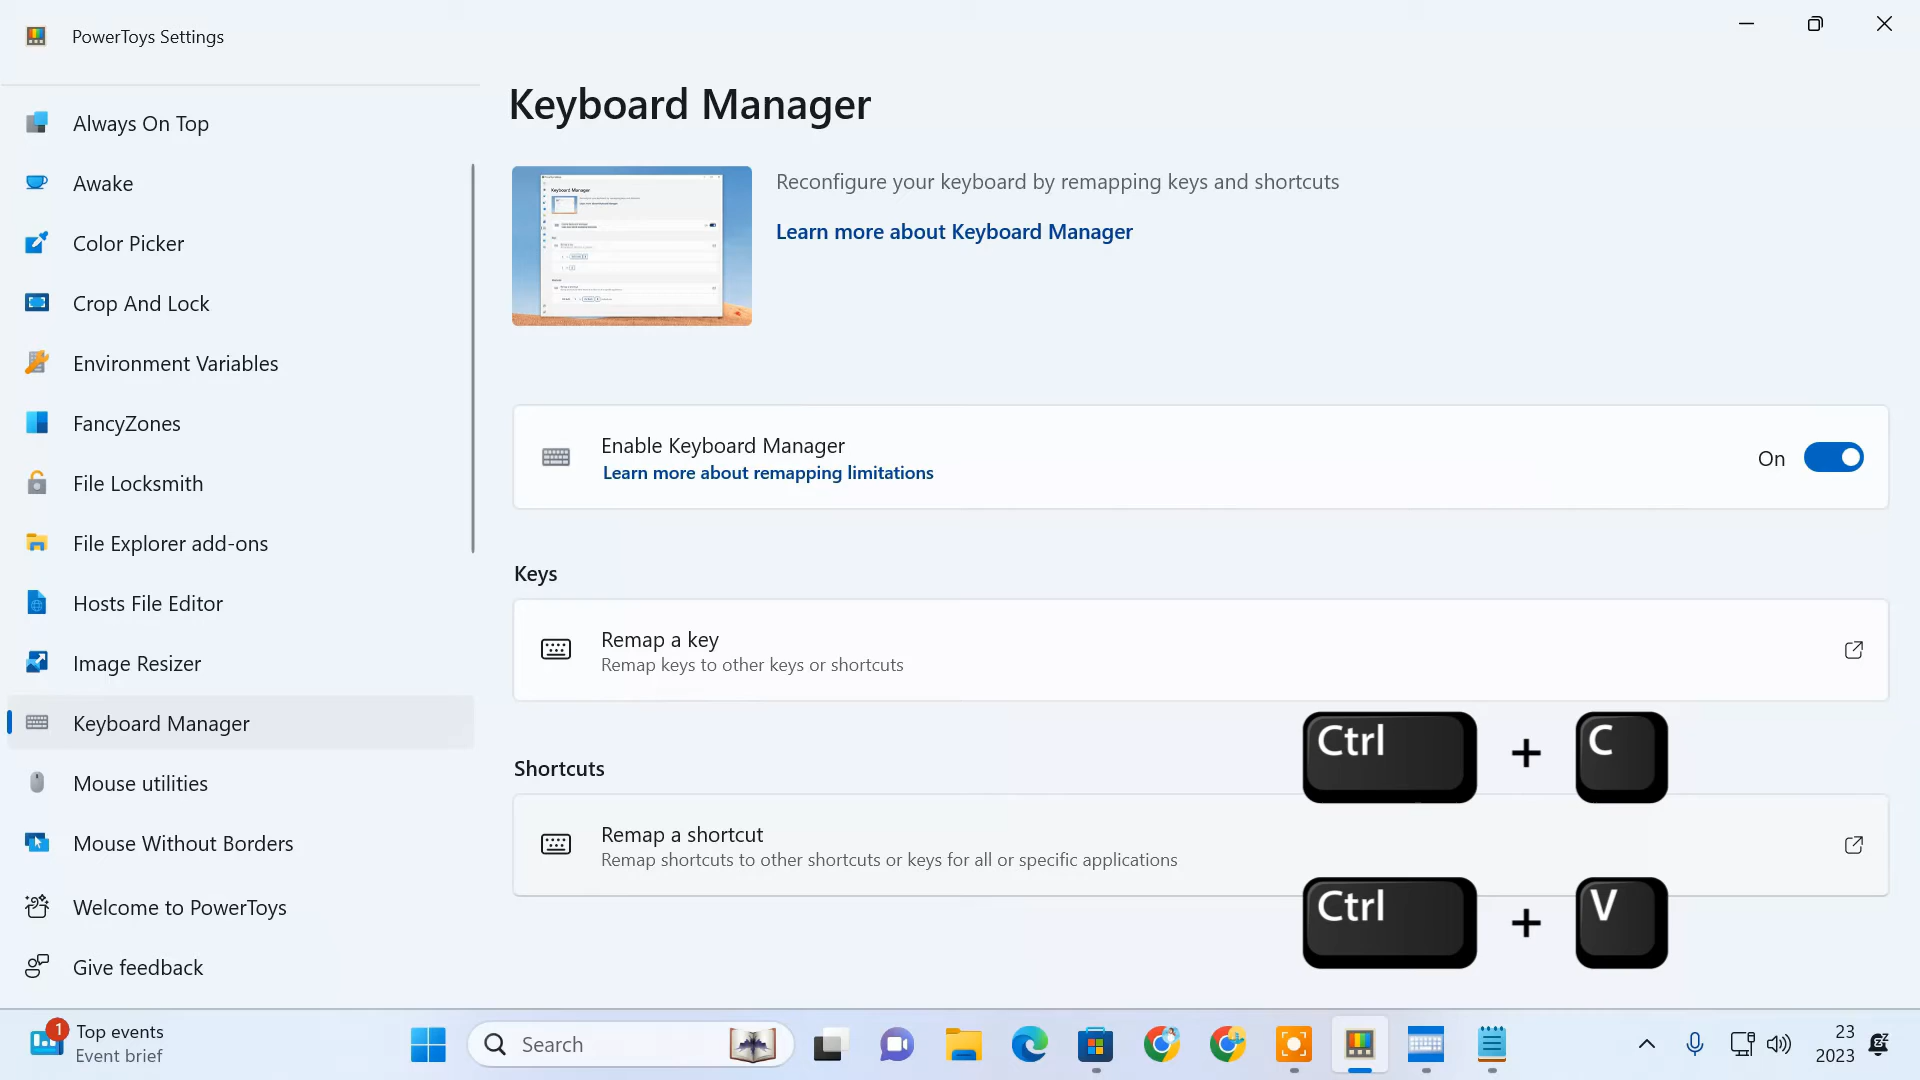 PowerToys Settings
Always On Top
Awake
Color Picker
Crop And Lock
Environment Variables
FancyZones
File Locksmith
File Explorer add-ons
Hosts File Editor
Image Resizer
Keyboard Manager
Mouse utilities
Mouse Without Borders
Welcome to PowerToys
Give feedback
Keyboard Manager
Keyboard Manager
Reconfigure your keyboard by remapping keys and shortcuts
Learn more about Keyboard Manager
Enable Keyboard Manager
Learn more about remapping limitations
On
Keys
Remap a key
Remap keys to other keys or shortcuts
Shortcuts
Remap a shortcut
Remap shortcuts to other shortcuts or keys for all or specific applications
Ctrl + C
Ctrl + V
1
Top events
Event brief
Search
23
2023